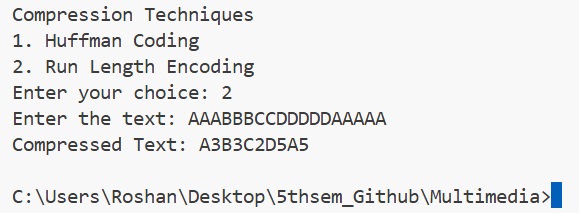 Compression Techniques
1. Huffman Coding
2. Run Length Encoding
Enter your choice: 2
Enter the text: AAABBBCCDDDDDAAAAA
Compressed Text: A3B3C2D5A5
C:\Users\Roshan\Desktop\5thsem_Github\Multimedia>